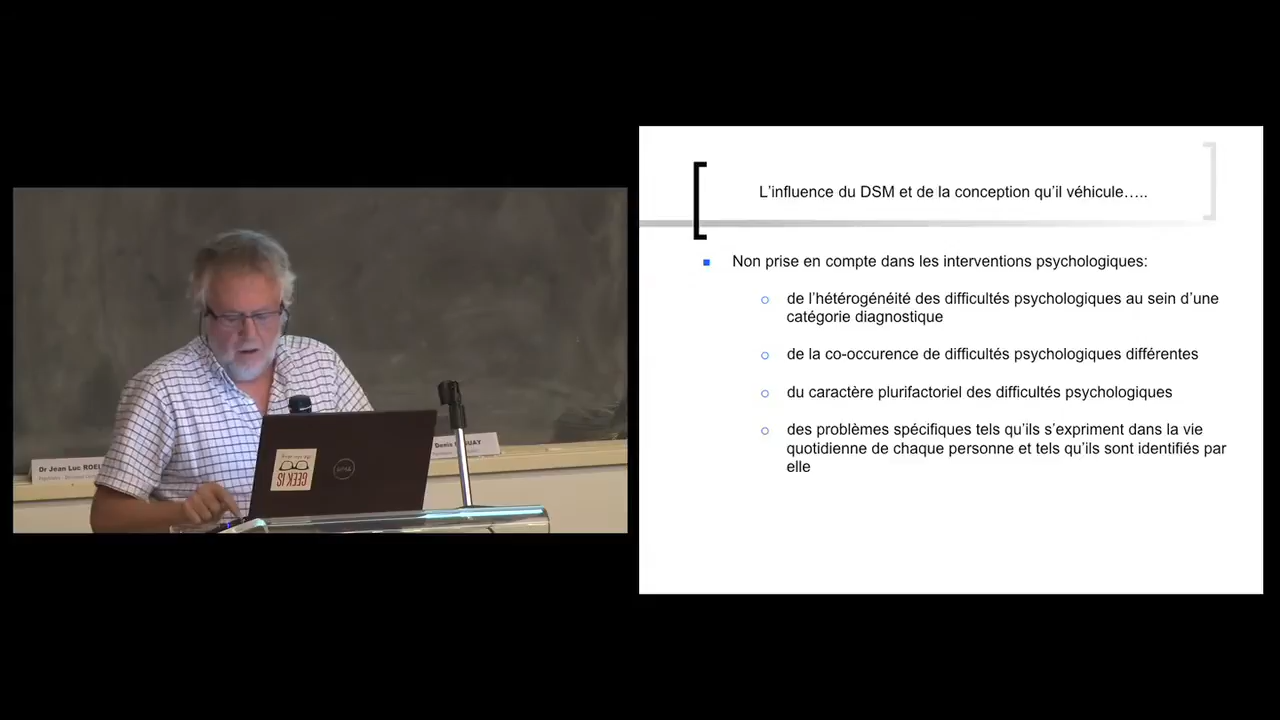 L'influence du DSM et de la conception qu'il véhicule…..
Non prise en compte dans les interventions psychologiques:
de l'hétérogénéité des difficultés psychologiques au sein d'une
catégorie diagnostique
de la co-occurence de difficultés psychologiques différentes
du caractère plurifactoriel des difficultés psychologiques
des problèmes spécifiques tels qu'ils s'expriment dans la vie
quotidienne de chaque personne et tels qu'ils sont identifiés par
elle
Dr Jean Luc
Denis
GEEK IS
DELL